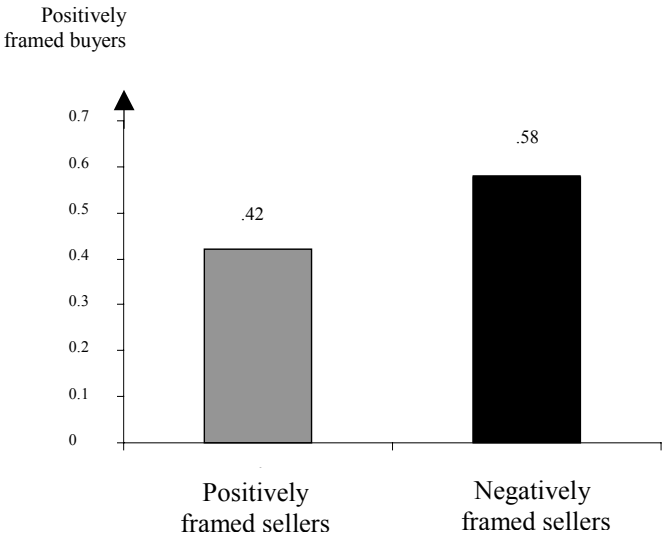 Positively
framed buyers
0.7
0.6
0.5
0.4
0.3
0.2
0.1
0
.42
.58
Positively
framed sellers
Negatively
framed sellers